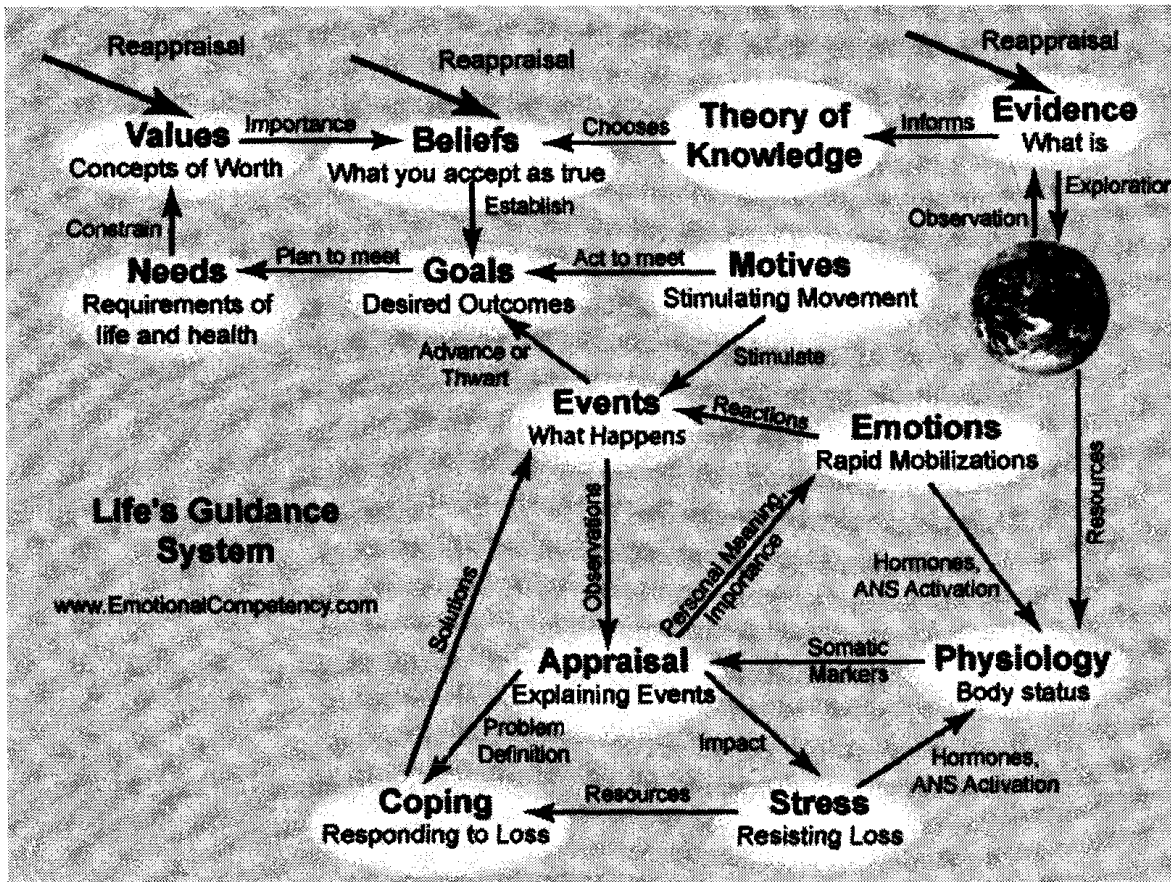 Reappraisal
Reappraisal
Reappraisal
Values
Concepts of Worth
Importance
Beliefs
What you accept as true
Chooses
Theory of
Knowledge
Informs
Evidence
What is
Constrain
Establish
Observation
Exploration
Needs
Requirements of
life and health
Plan to meet
Goals
Desired Outcomes
Act to meet
Motives
Stimulating Movement
Advance or
Thwart
Stimulate
Events
What Happens
Reactions
Emotions
Rapid Mobilizations
Resources
Life's Guidance
System
www.EmotionalCompetency.com
Solutions
Observations
Personal Meaning,
Importance
Hormones,
ANS Activation
Appraisal
Explaining Events
Somatic
Markers
Physiology
Body status
Problem
Definition
Impact
Hormones,
ANS Activation
Coping
Responding to Loss
Resources
Stress
Resisting Loss